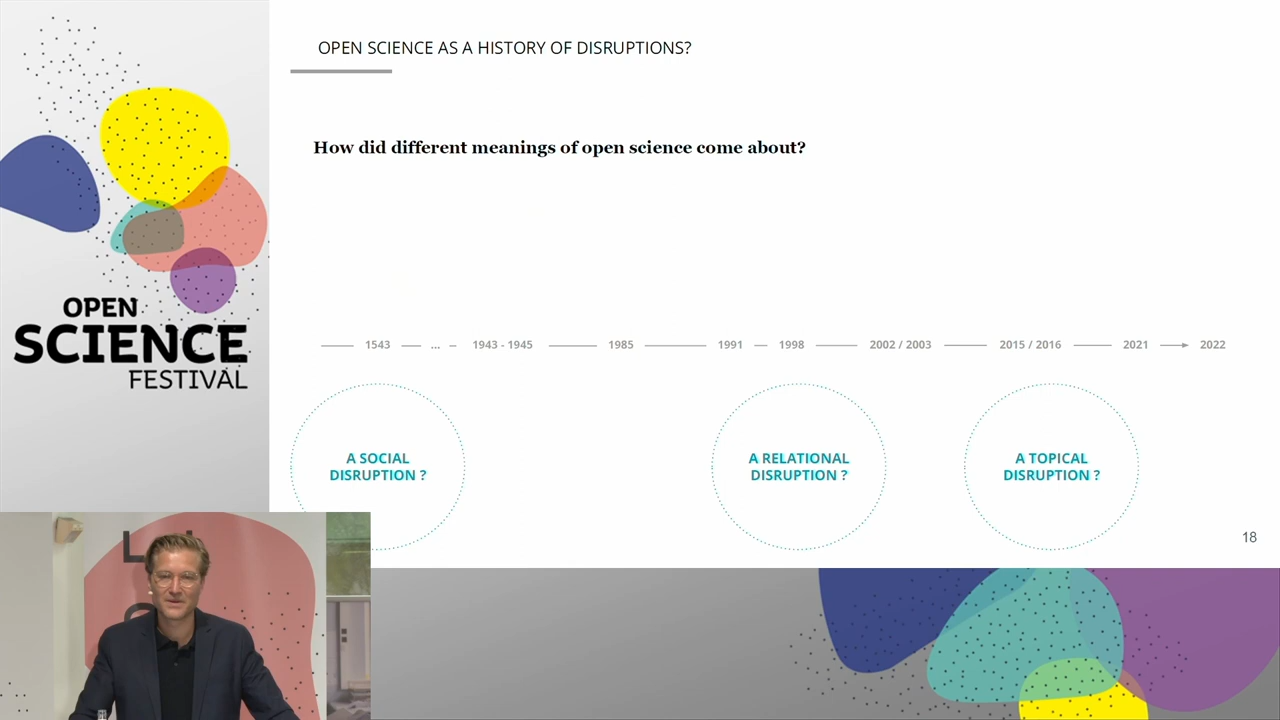 OPEN SCIENCE AS A HISTORY OF DISRUPTIONS?
How did different meanings of open science come about?
OPEN
SCIENCE
FESTIVAL
1543 ... 1943 - 1945 1985 1991 1998 2002 / 2003 2015 / 2016 2021 2022
A SOCIAL
DISRUPTION ?
A RELATIONAL
DISRUPTION ?
A TOPICAL
DISRUPTION ?
18